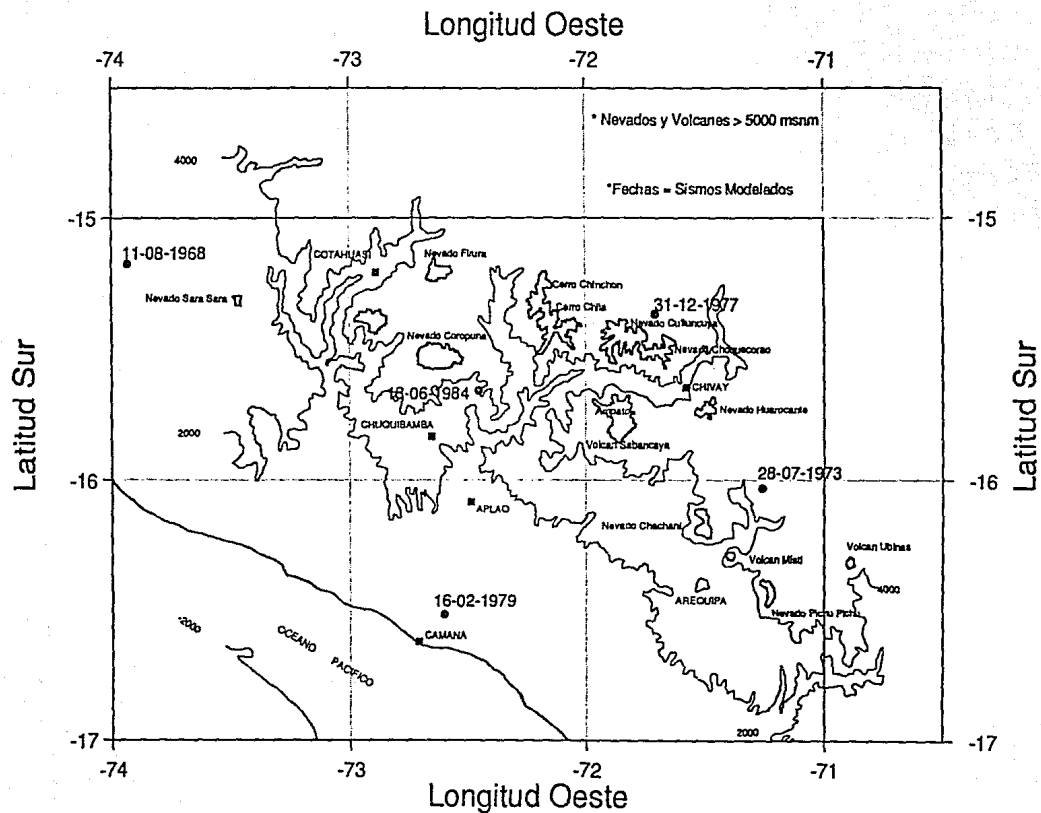 Longitud Oeste
-74
-73
-72
-71
* Nevados y Volcanes > 5000 msnm
4000
*Fechas = Sismos Modelados
-15
-15
11-08-1968
COTAHUASI
Nevado Firura
Cerro Chinchon
Nevado Sara Sara
Cerro Chila
31-12-1977
Nevado Coropuna
Latitud Sur
Latitud Sur
18-06-1984
CHIVAY
Ampato
Nevado Huarocante
2000
CHUQUIBAMBA
Volcan Sabancaya
28-07-1973
-16
-16
APLAO
Nevado Chachani
Volcan Misti
Volcan Ubinas
4000
AREQUIPA
Nevado Pichu Pichu
16-02-1979
-2000
OCEANO PACIFICO
CAMANA
2000
-17
-17
-74
-73
-72
-71
Longitud Oeste